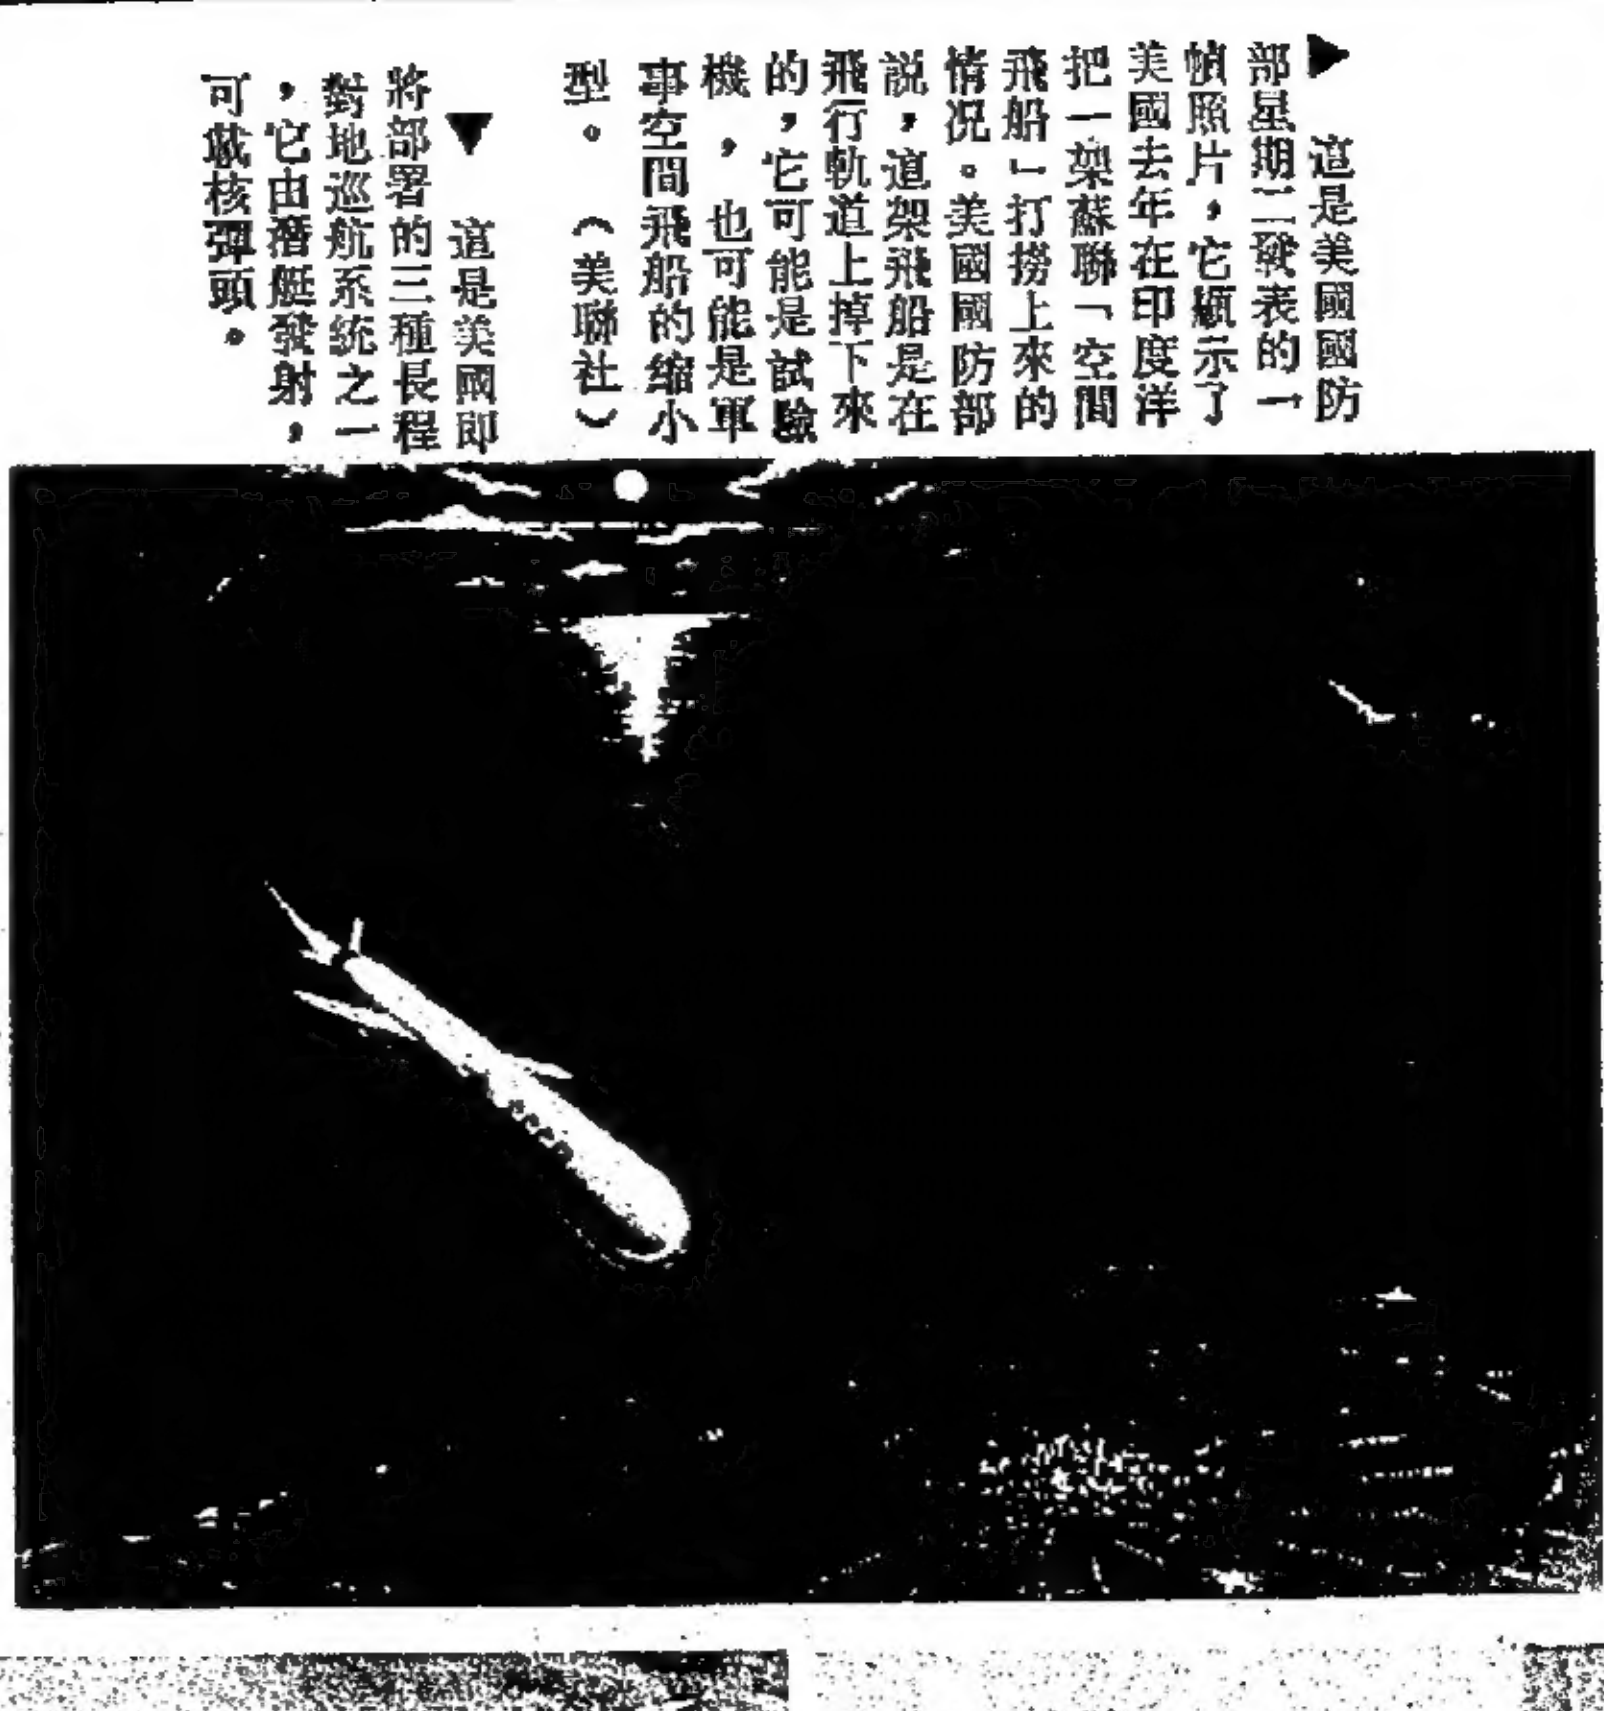 ▶　這是美國國防
部星期二發表的一
幀照片，它顯示了
美國去年在印度洋
把一架蘇聯「空間
飛船」打撈上來的
情況。美國國防部
説，這架飛船是在
飛行軌道上掉下來
的，它可能是試驗
機，也可能是軍
事空間飛船的縮小
型。（美聯社）
▼　這是美國即
將部署的三種長程
對地巡航系統之一
，它由潛艇發射，
可載核彈頭。